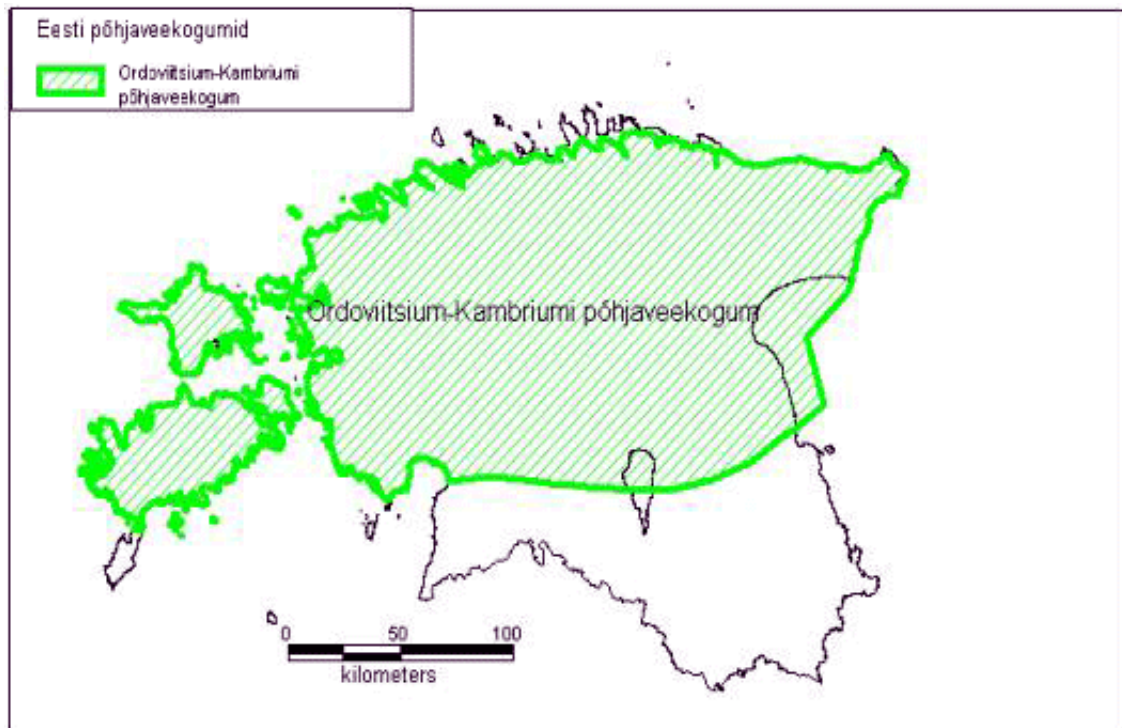 Eesti põhjaveekogumid
Ordoviitsium-Kambriumi
põhjaveekogum
Ordoviitsium-Kambriumi põhjaveekogum
0 50 100
kilometers